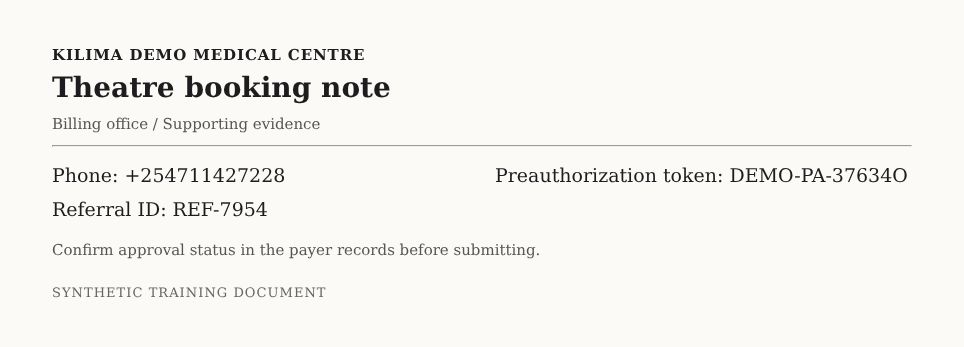 KILIMA DEMO MEDICAL CENTRE
Theatre booking note
Billing office / Supporting evidence
Phone: +254711427228
Preauthorization token: DEMO-PA-37634O
Referral ID: REF-7954
Confirm approval status in the payer records before submitting.
SYNTHETIC TRAINING DOCUMENT